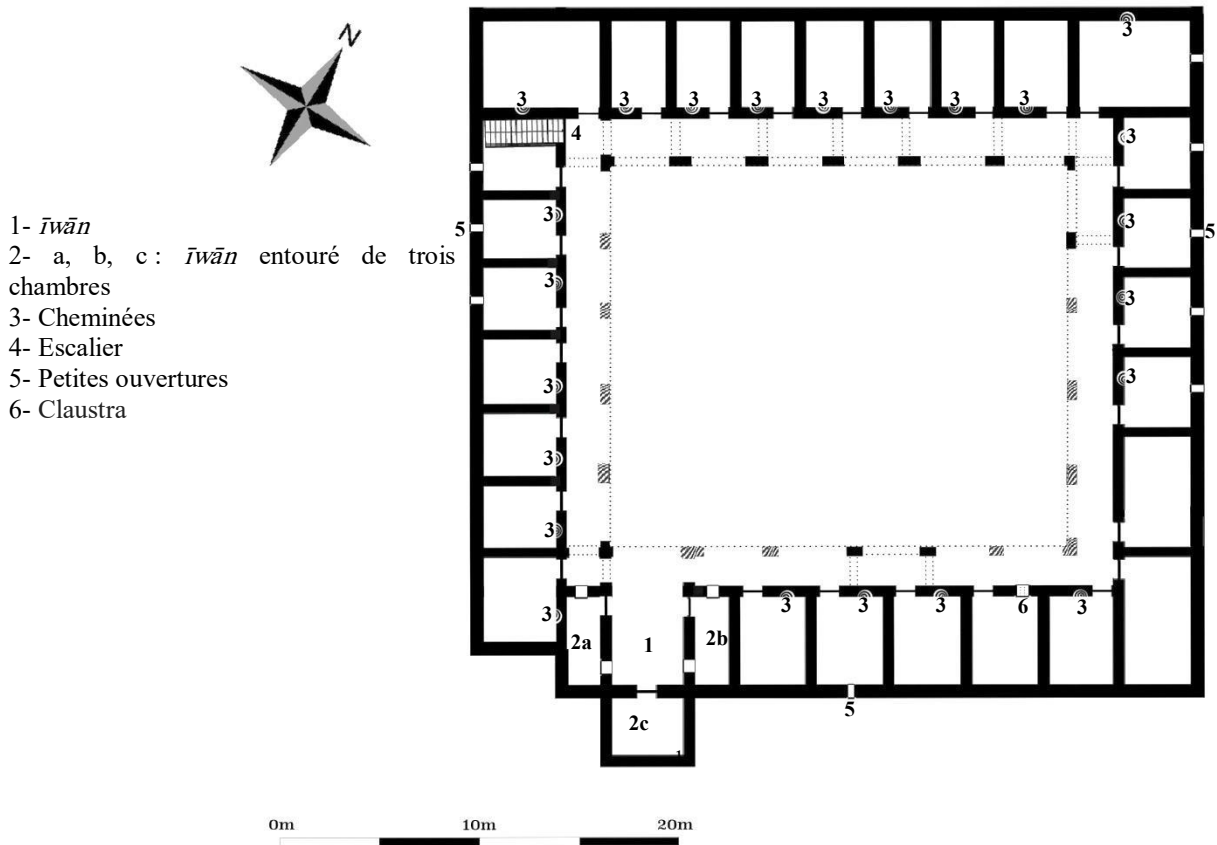 N
1- īwān
2- a, b, c : īwān entouré de trois
chambres
3- Cheminées
4- Escalier
5- Petites ouvertures
6- Claustra
3
3 3 3 3 3 3 3 3
4 3
3 3
5 5
3 3
3 3
3
3
3 3 3 6 3
3
2a 1 2b
5
2c
0m 10m 20m